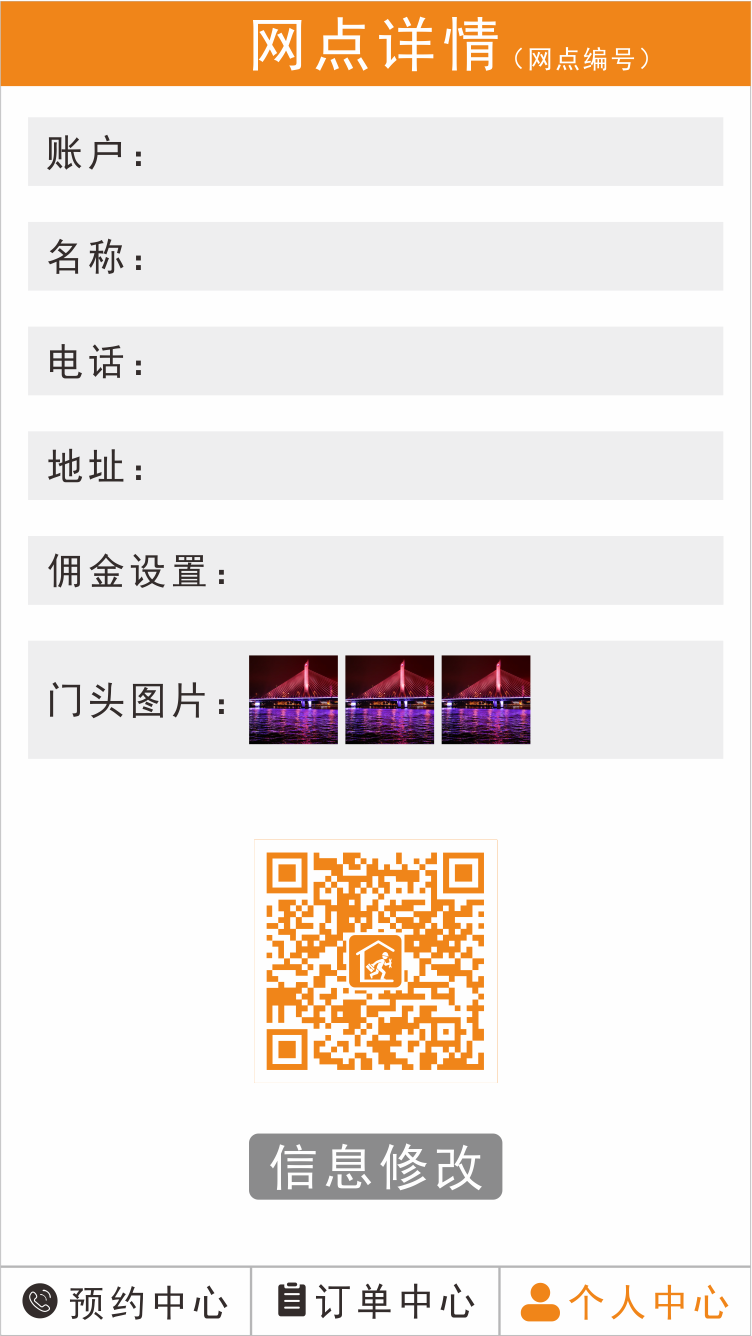 网点详情（网点编号）
账户：
名称：
电话：
地址：
佣金设置：
门头图片：
信息修改
预约中心 订单中心 个人中心